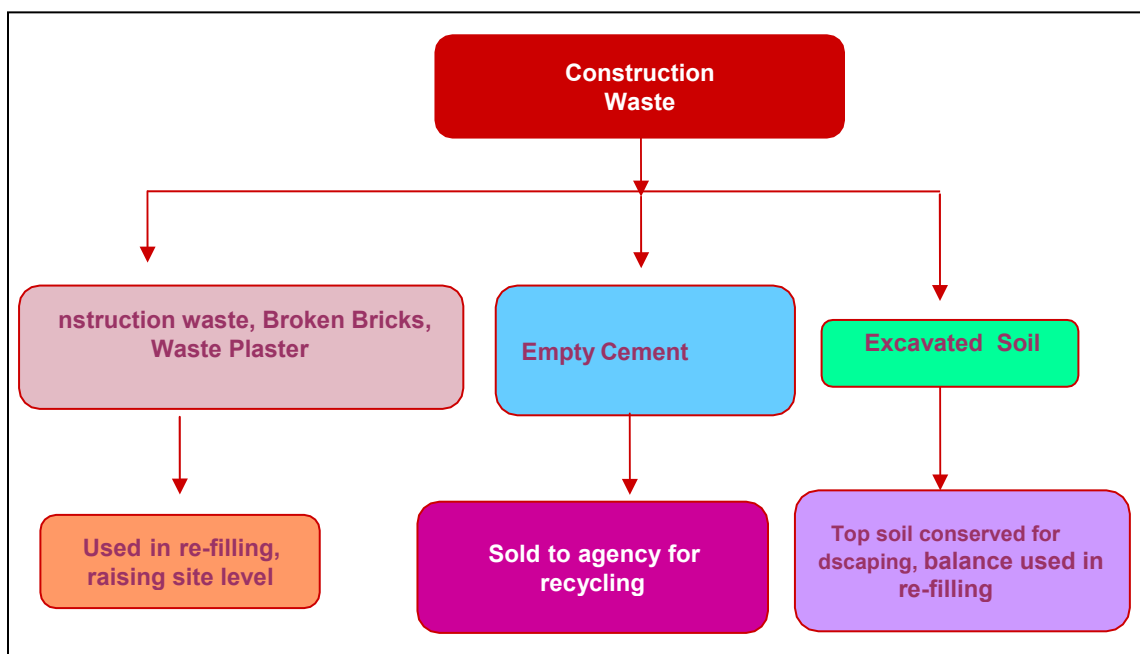 Construction
Waste
nstruction waste, Broken Bricks,
Waste Plaster
Empty Cement
Excavated Soil
Used in re-filling,
raising site level
Sold to agency for
recycling
Top soil conserved for
dscaping, balance used in
re-filling